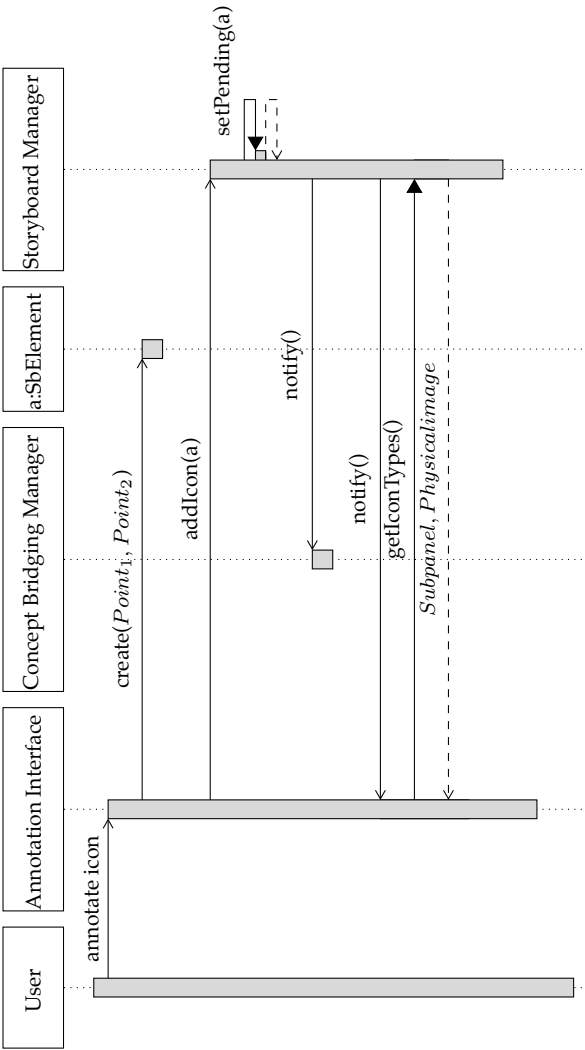 User
Annotation Interface
Concept Bridging Manager
a:SbElement
Storyboard Manager
annotate icon
create(Point₁, Point₂)
addIcon(a)
setPending(a)
notify()
notify()
getIconTypes()
Subpanel, Physicalimage